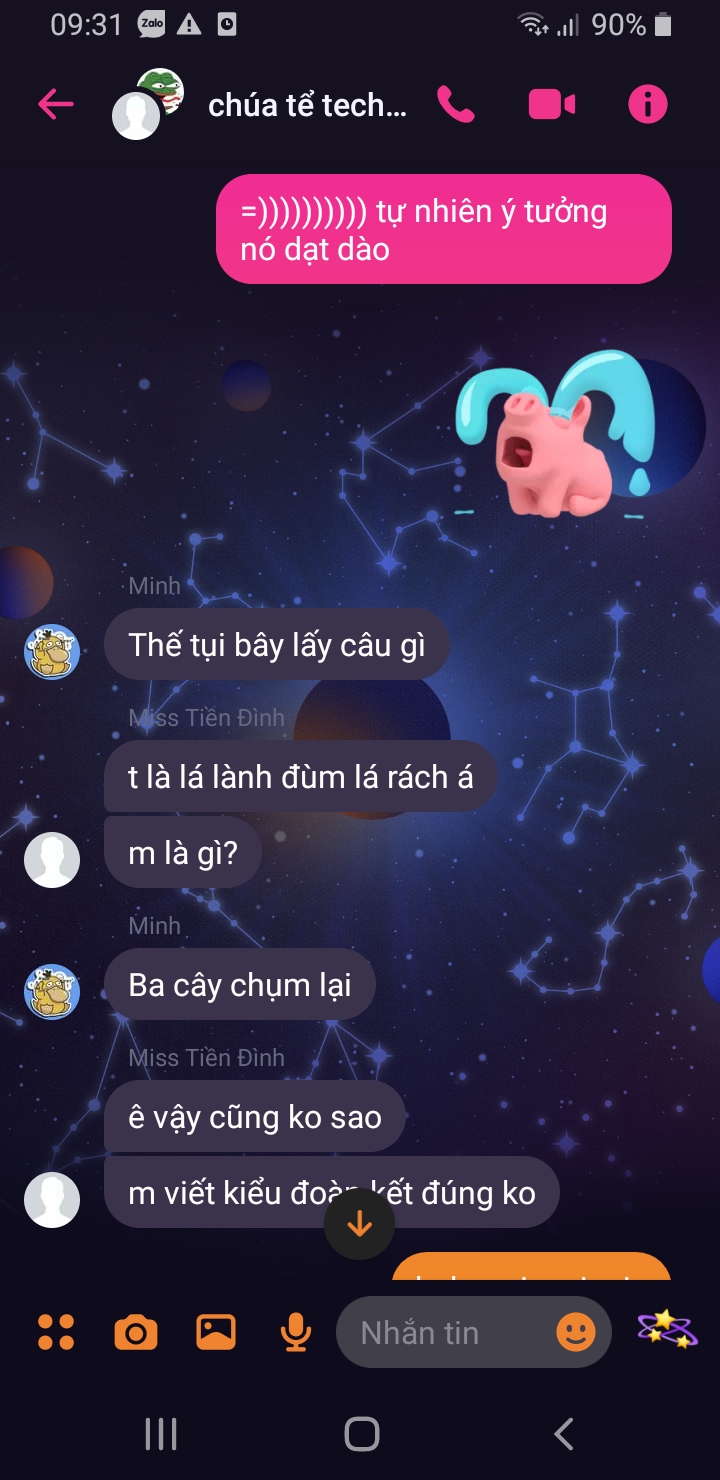 09:31 Zalo 90%
chúa tể tech...
=)))))))))) tự nhiên ý tưởng
nó dạt dào
Minh
Thế tụi bây lấy câu gì
Miss Tiền Đình
t là lá lành đùm lá rách á
m là gì?
Minh
Ba cây chụm lại
Miss Tiền Đình
ê vậy cũng ko sao
m viết kiểu đoàn kết đúng ko
Nhắn tin